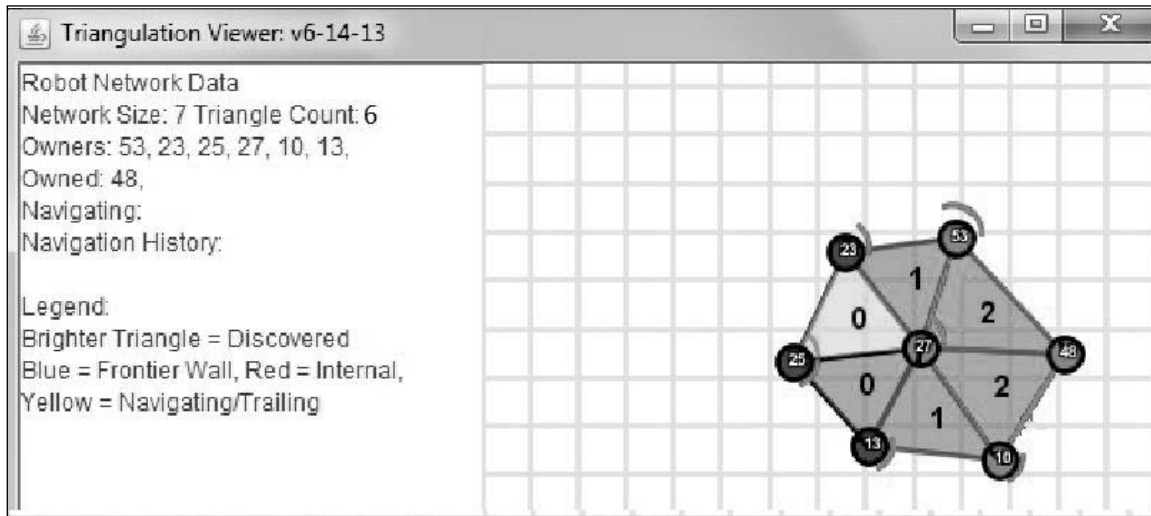 Triangulation Viewer: v6-14-13
Robot Network Data
Network Size: 7 Triangle Count: 6
Owners: 53, 23, 25, 27, 10, 13,
Owned: 48,
Navigating:
Navigation History:
Legend:
Brighter Triangle = Discovered
Blue = Frontier Wall, Red = Internal,
Yellow = Navigating/Trailing
53
23
1
2
0
27
48
25
0
2
1
13
10